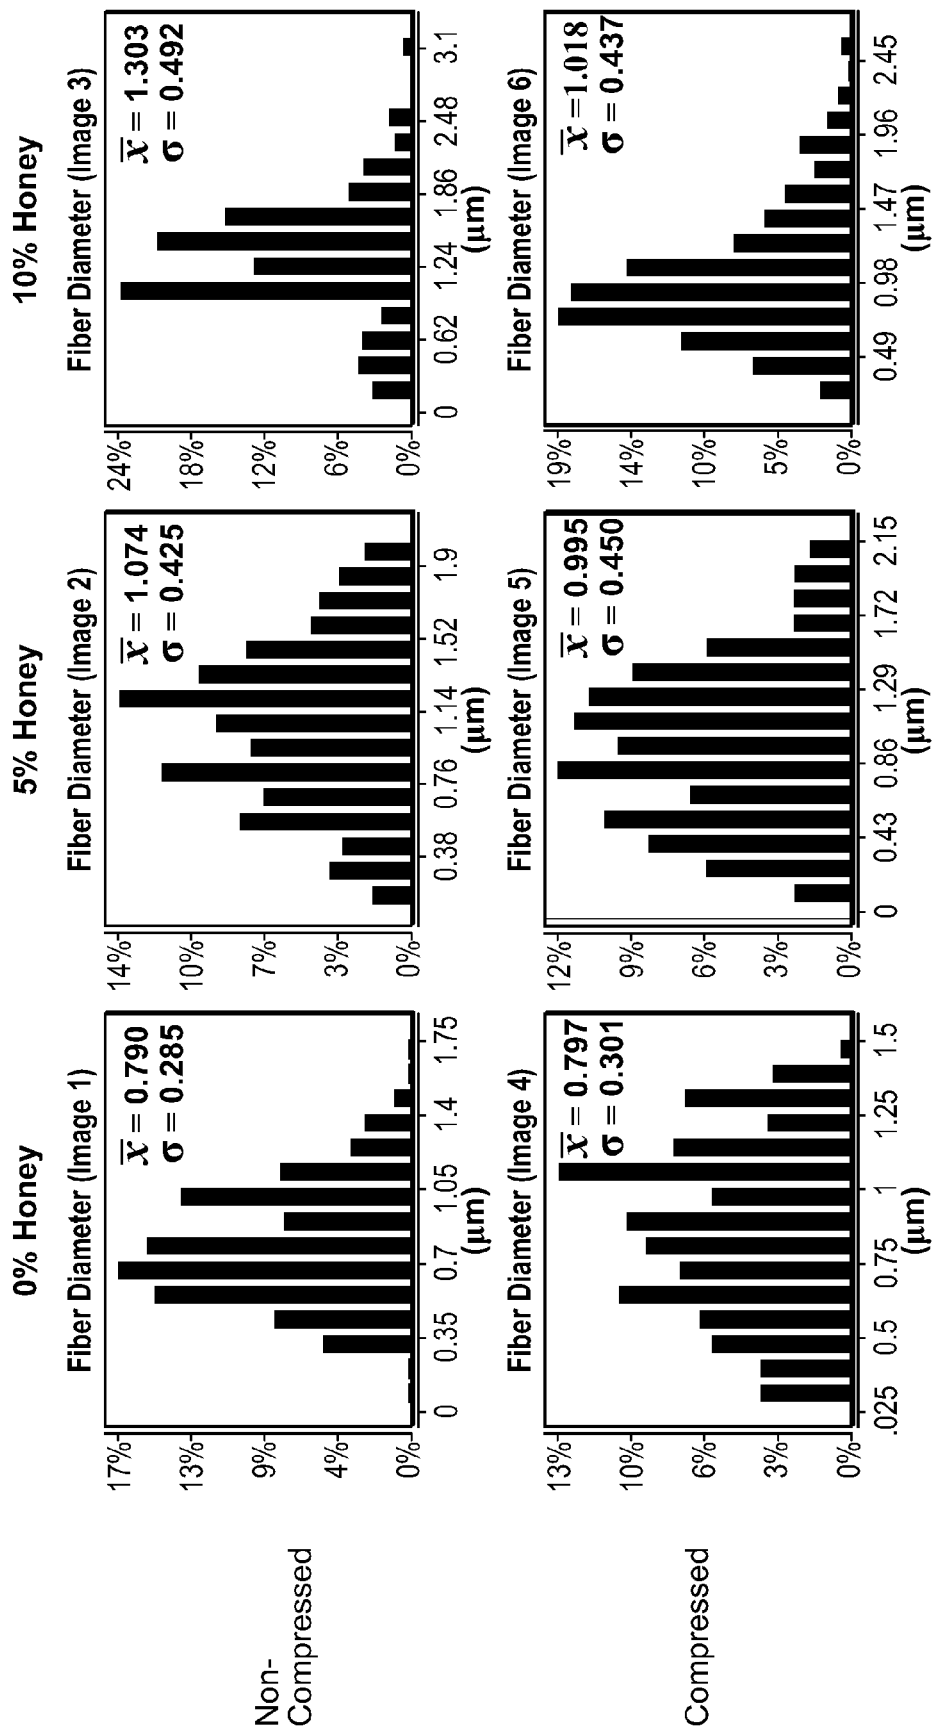 0% Honey
5% Honey
10% Honey
Non-
Compressed
Fiber Diameter (Image 1)
x̅ = 0.790
σ = 0.285
17%
13%
9%
4%
0%
0 0.35 0.7 1.05 1.4 1.75
(μm)
Fiber Diameter (Image 2)
x̅ = 1.074
σ = 0.425
14%
10%
7%
3%
0%
0.38 0.76 1.14 1.52 1.9
(μm)
Fiber Diameter (Image 3)
x̅ = 1.303
σ = 0.492
24%
18%
12%
6%
0%
0 0.62 1.24 1.86 2.48 3.1
(μm)
Compressed
Fiber Diameter (Image 4)
x̅ = 0.797
σ = 0.301
13%
10%
6%
3%
0%
.025 0.5 0.75 1 1.25 1.5
(μm)
Fiber Diameter (Image 5)
x̅ = 0.995
σ = 0.450
12%
9%
6%
3%
0%
0 0.43 0.86 1.29 1.72 2.15
(μm)
Fiber Diameter (Image 6)
x̅ =1.018
σ = 0.437
19%
14%
10%
5%
0%
0.49 0.98 1.47 1.96 2.45
(μm)